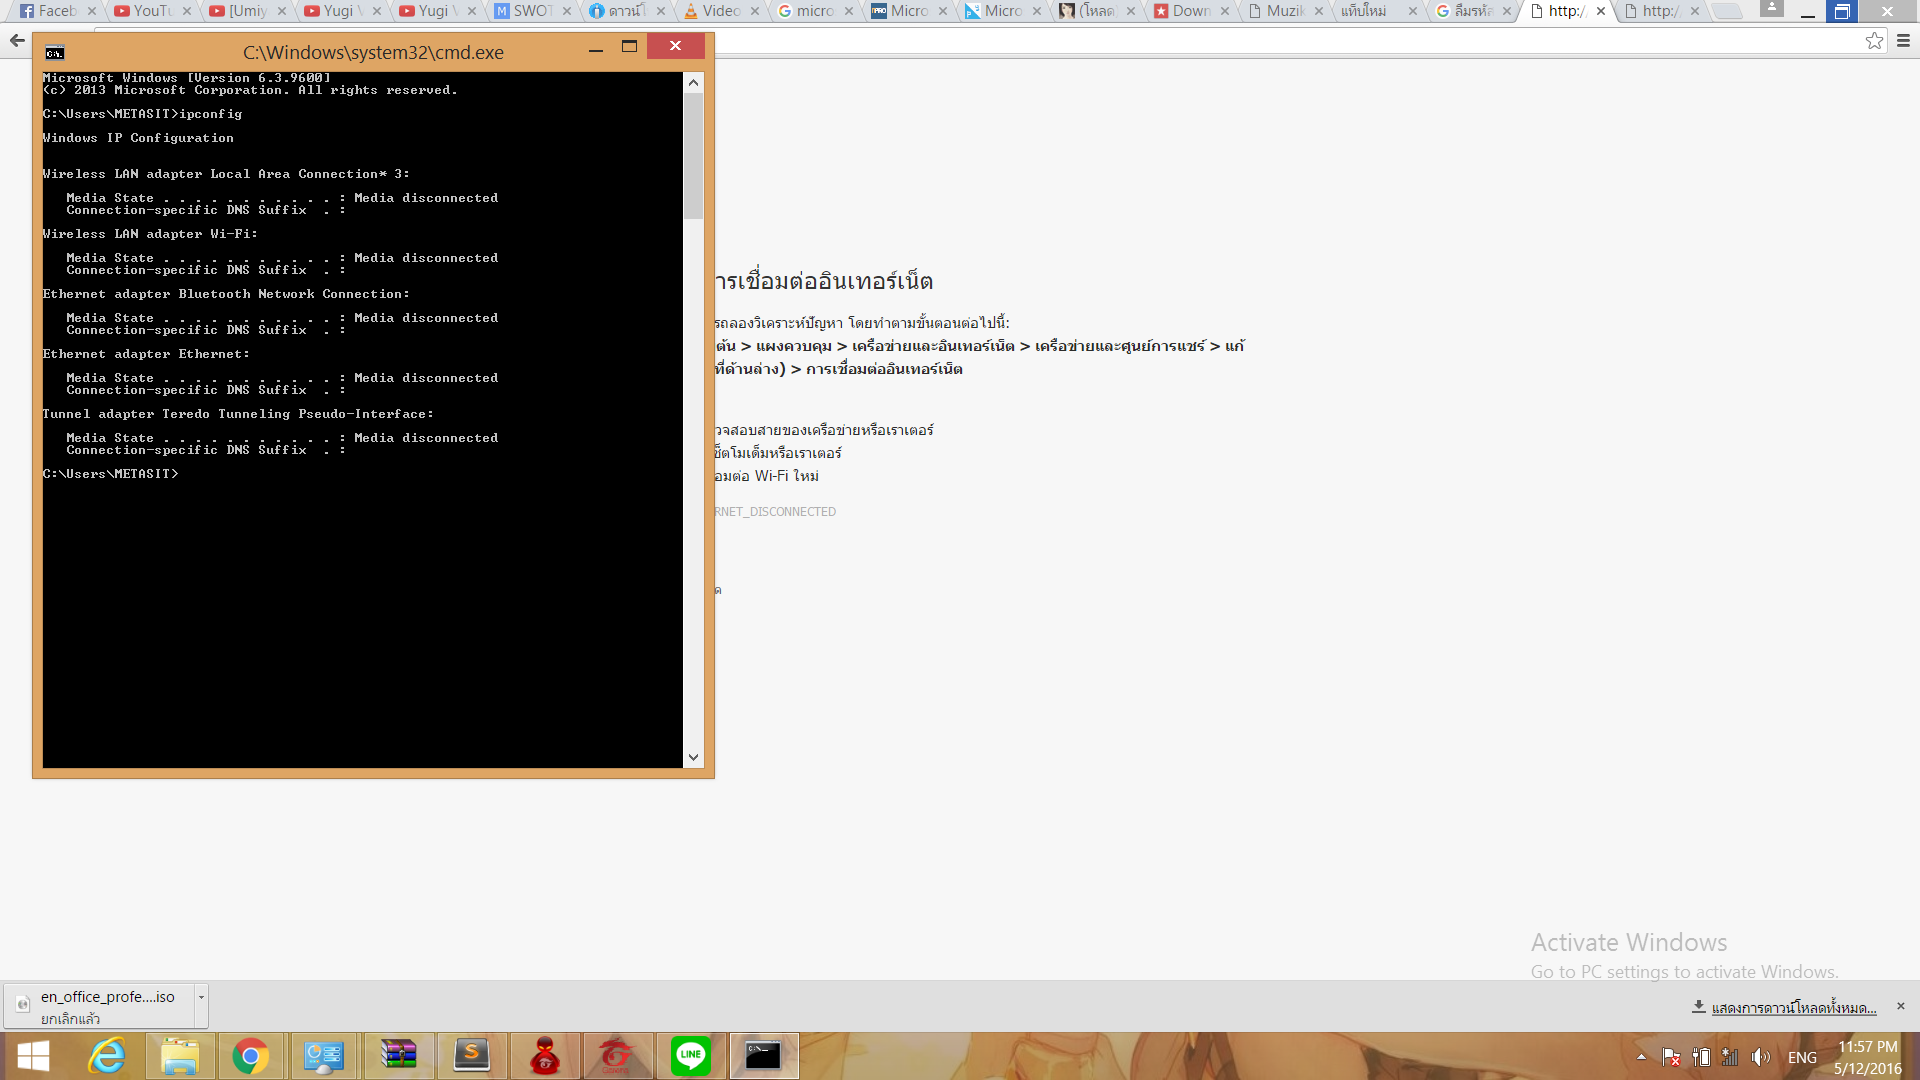 Faceb
YouTu
[Umiy
Yugi V
Yugi V
SWOT
ดาวน์โ
Video
micro
Micro
Micro
(โหลด
Down
Muzik
แท็บใหม่
ลืมรหัส
http:/
http:/
C:\Windows\system32\cmd.exe
Microsoft Windows [Version 6.3.9600]
(c) 2013 Microsoft Corporation. All rights reserved.
C:\Users\METASIT>ipconfig
Windows IP Configuration
Wireless LAN adapter Local Area Connection* 3:
Media State . . . . . . . . . . . : Media disconnected
Connection-specific DNS Suffix  . :
Wireless LAN adapter Wi-Fi:
Media State . . . . . . . . . . . : Media disconnected
Connection-specific DNS Suffix  . :
Ethernet adapter Bluetooth Network Connection:
Media State . . . . . . . . . . . : Media disconnected
Connection-specific DNS Suffix  . :
Ethernet adapter Ethernet:
Media State . . . . . . . . . . . : Media disconnected
Connection-specific DNS Suffix  . :
Tunnel adapter Teredo Tunneling Pseudo-Interface:
Media State . . . . . . . . . . . : Media disconnected
Connection-specific DNS Suffix  . :
C:\Users\METASIT>
ารเชื่อมต่ออินเทอร์เน็ต
รถลองวิเคราะห์ปัญหา โดยทำตามขั้นตอนต่อไปนี้:
ต้น > แผงควบคุม > เครือข่ายและอินเทอร์เน็ต > เครือข่ายและศูนย์การแชร์ > แก้
ที่ด้านล่าง) > การเชื่อมต่ออินเทอร์เน็ต
วจสอบสายของเครือข่ายหรือเราเตอร์
ซ็ตโมเด็มหรือเราเตอร์
อมต่อ Wi-Fi ใหม่
RNET_DISCONNECTED
ด
Activate Windows
Go to PC settings to activate Windows.
en_office_profe....iso
ยกเลิกแล้ว
แสดงการดาวน์โหลดทั้งหมด...
LINE
Garena
ENG
11:57 PM
5/12/2016